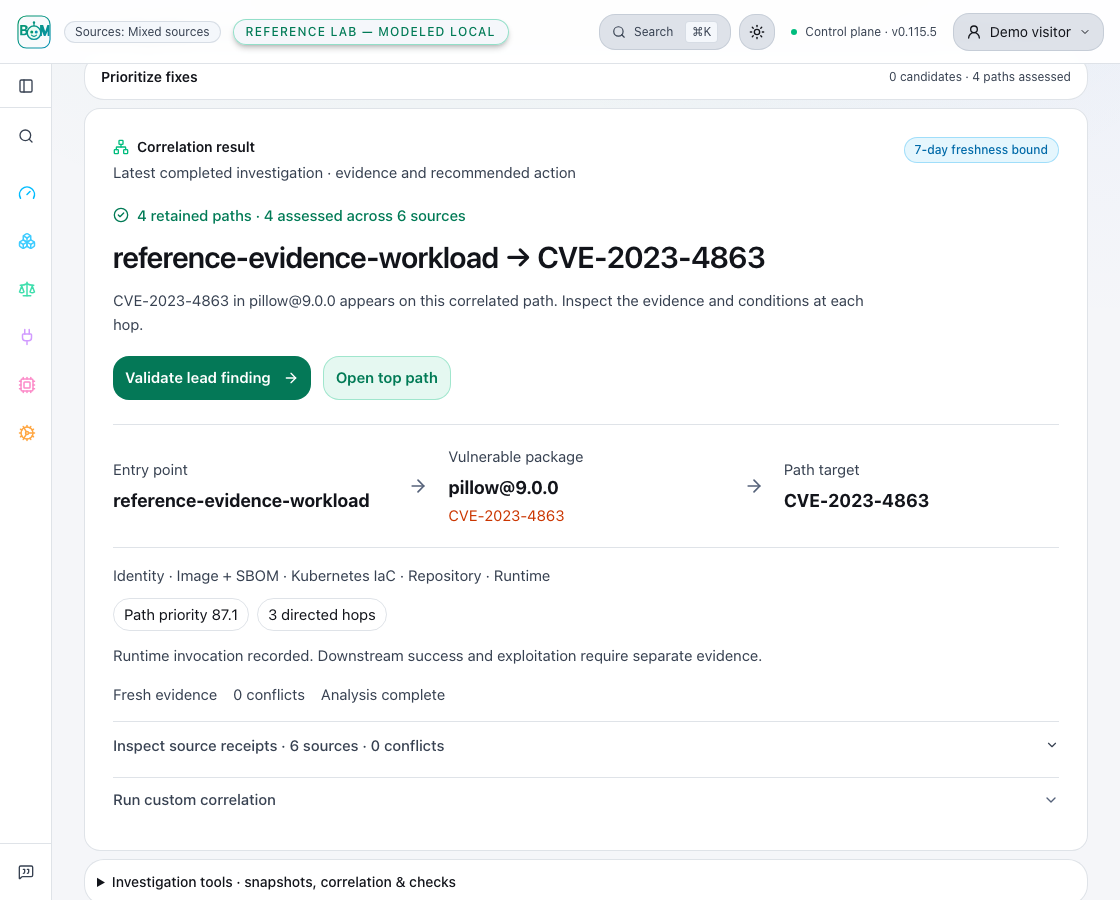 BOM
Sources: Mixed sources
REFERENCE LAB — MODELED LOCAL
Search ⌘K
Control plane · v0.115.5
Demo visitor
Prioritize fixes
0 candidates · 4 paths assessed
Correlation result
7-day freshness bound
Latest completed investigation · evidence and recommended action
4 retained paths · 4 assessed across 6 sources
reference-evidence-workload → CVE-2023-4863
CVE-2023-4863 in pillow@9.0.0 appears on this correlated path. Inspect the evidence and conditions at each
hop.
Validate lead finding →
Open top path
Entry point
reference-evidence-workload
→
Vulnerable package
pillow@9.0.0
CVE-2023-4863
→
Path target
CVE-2023-4863
Identity · Image + SBOM · Kubernetes IaC · Repository · Runtime
Path priority 87.1
3 directed hops
Runtime invocation recorded. Downstream success and exploitation require separate evidence.
Fresh evidence 0 conflicts Analysis complete
Inspect source receipts · 6 sources · 0 conflicts
Run custom correlation
Investigation tools · snapshots, correlation & checks